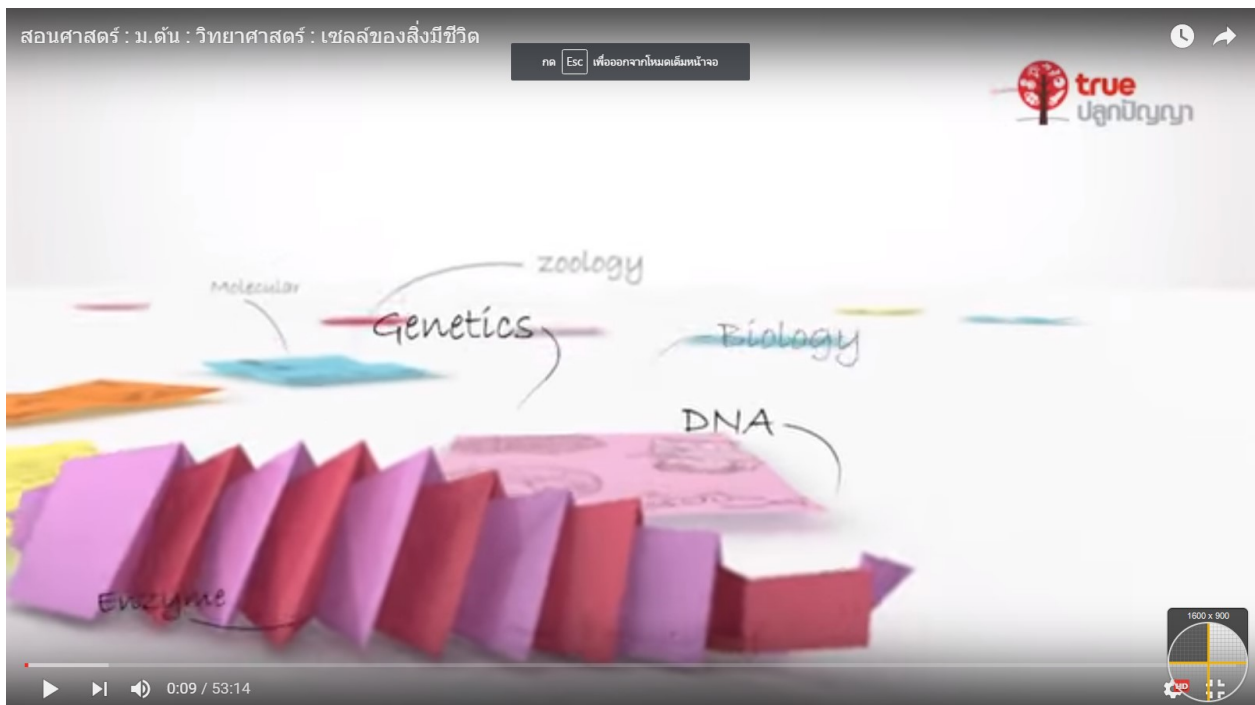 สอนศาสตร์ : ม.ต้น : วิทยาศาสตร์ : เซลล์ของสิ่งมีชีวิต
กด Esc เพื่อออกจากโหมดเต็มหน้าจอ
true
ปลูกปัญญา
zoology
Molecular
Genetics
Biology
DNA
Enzyme
1600 x 900
0:09 / 53:14
HD